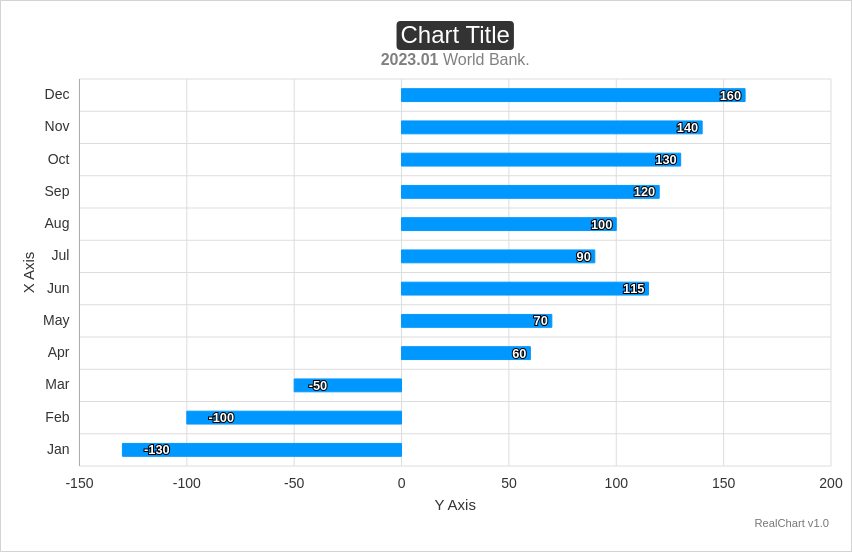 Chart Title
2023.01 World Bank.
X Axis
Dec 160
Nov 140
Oct 130
Sep 120
Aug 100
Jul 90
Jun 115
May 70
Apr 60
Mar -50
Feb -100
Jan -130
-150 -100 -50 0 50 100 150 200
Y Axis
RealChart v1.0